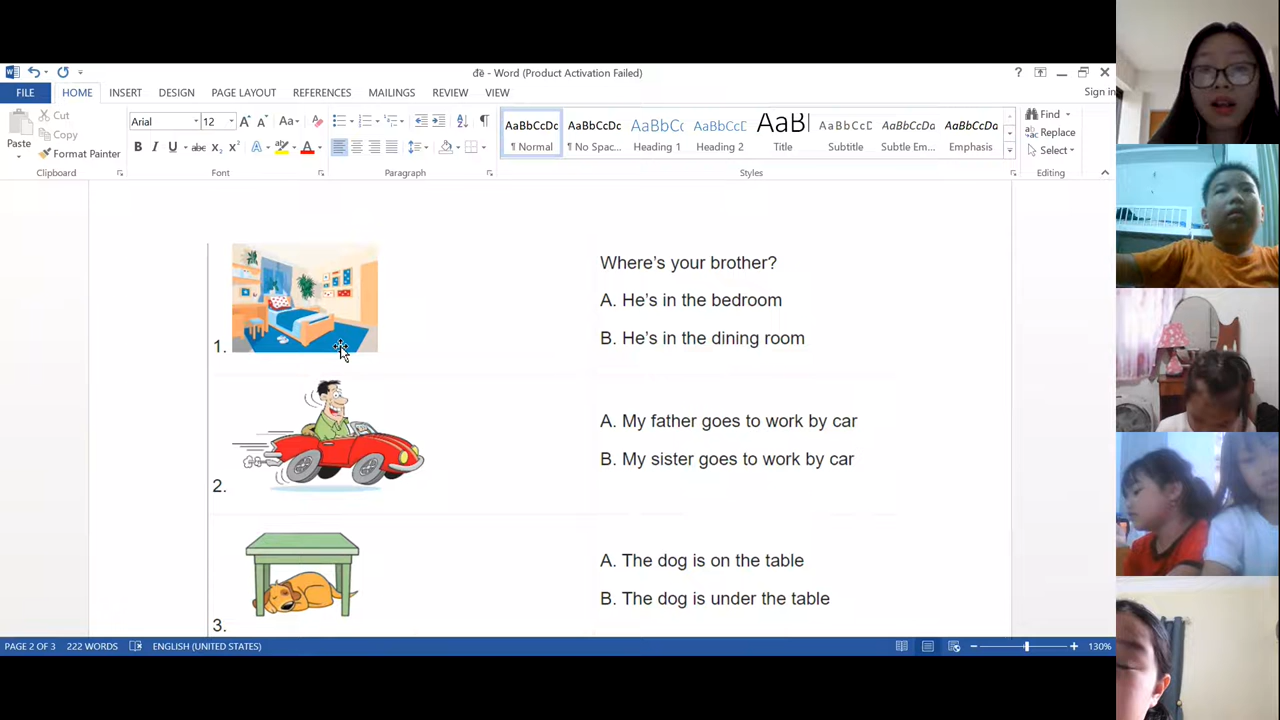 đề - Word (Product Activation Failed)
FILE HOME INSERT DESIGN PAGE LAYOUT REFERENCES MAILINGS REVIEW VIEW Sign in
Paste
Cut
Copy
Format Painter
Clipboard
Arial 12
Font
Paragraph
AaBbCcDc AaBbCcDc AaBbCc AaBbCc AaB AaBbCcD AaBbCcDc AaBbCcDc
¶ Normal ¶ No Spac... Heading 1 Heading 2 Title Subtitle Subtle Em... Emphasis
Styles
Find
Replace
Select
Editing
1.
Where's your brother?
A. He's in the bedroom
B. He's in the dining room
2.
A. My father goes to work by car
B. My sister goes to work by car
3.
A. The dog is on the table
B. The dog is under the table
PAGE 2 OF 3 222 WORDS ENGLISH (UNITED STATES) 130%